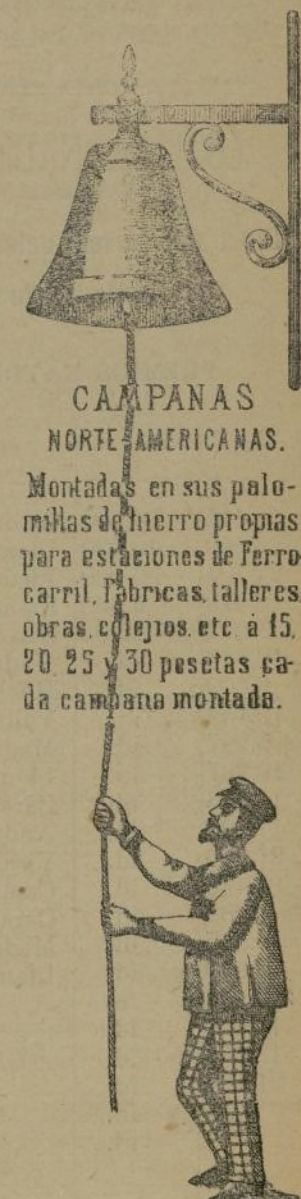 CAMPANAS
NORTE-AMERICANAS.
Montadas en sus palo-
millas de hierro propias
para estaciones de Ferro
carril, Fábricas, talleres,
obras, colejios, etc á 15,
20 25 y 30 pesetas ca-
da campana montada.